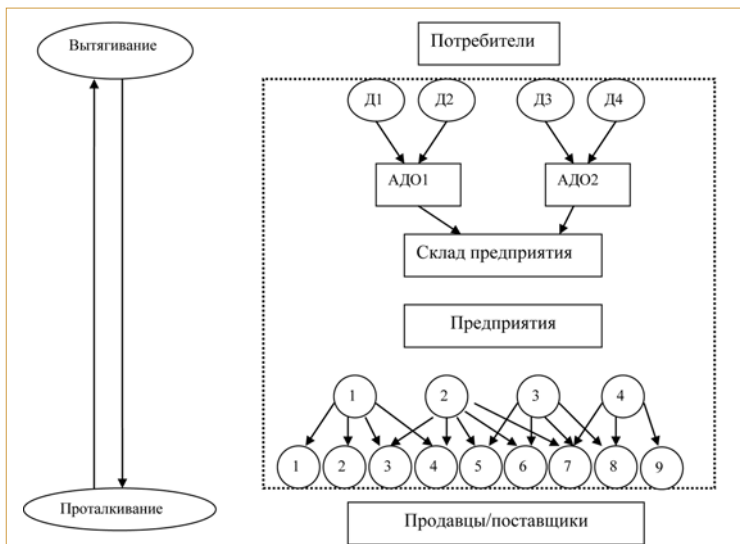 Вытягивание
Потребители
Д1 Д2 Д3 Д4
АДО1 АДО2
Склад предприятия
Предприятия
1 2 3 4
1 2 3 4 5 6 7 8 9
Проталкивание
Продавцы/поставщики